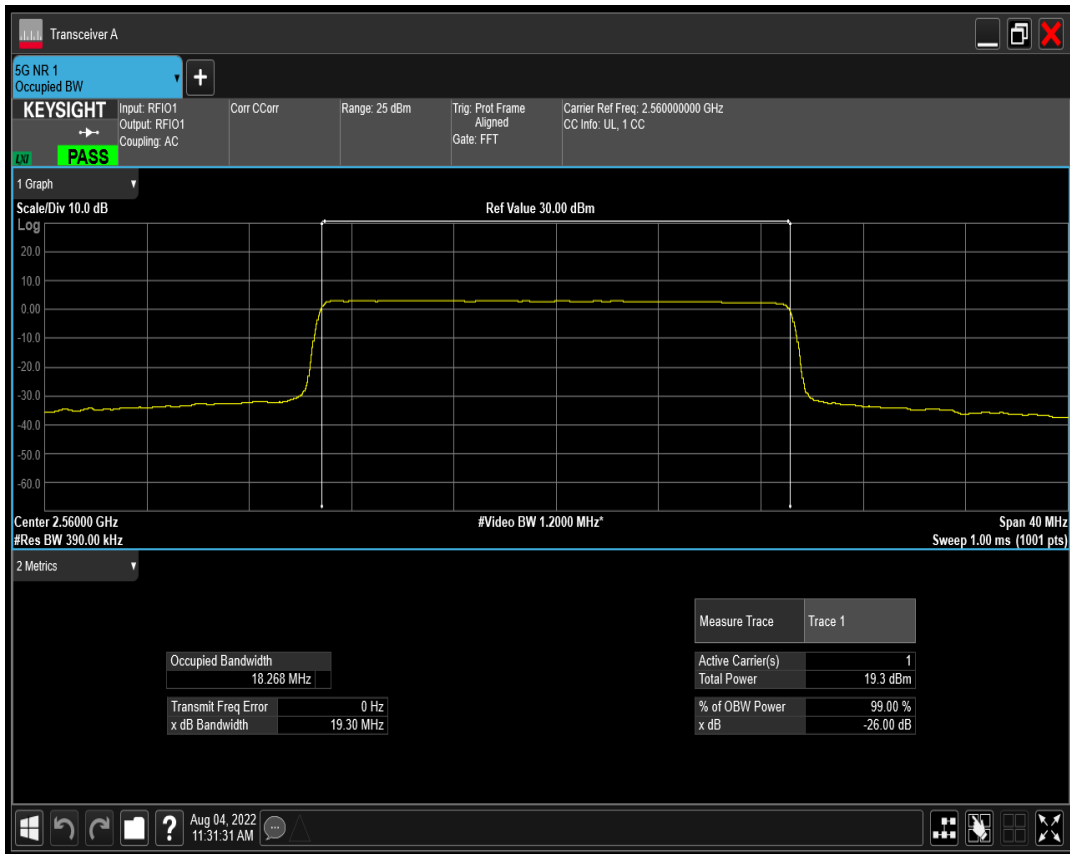 Transceiver A
5G NR 1
Occupied BW
+
KEYSIGHT
LXI
PASS
Input: RFIO1
Output: RFIO1
Coupling: AC
Corr CCorr
Range: 25 dBm
Trig: Prot Frame
Aligned
Gate: FFT
Carrier Ref Freq: 2.560000000 GHz
CC Info: UL, 1 CC
1 Graph
Scale/Div 10.0 dB
Ref Value 30.00 dBm
Log
20.0
10.0
0.00
-10.0
-20.0
-30.0
-40.0
-50.0
-60.0
Center 2.56000 GHz
#Video BW 1.2000 MHz*
Span 40 MHz
#Res BW 390.00 kHz
Sweep 1.00 ms (1001 pts)
2 Metrics
Measure Trace Trace 1
Occupied Bandwidth
18.268 MHz
Active Carrier(s) 1
Total Power 19.3 dBm
Transmit Freq Error 0 Hz
x dB Bandwidth 19.30 MHz
% of OBW Power 99.00 %
x dB -26.00 dB
?
Aug 04, 2022
11:31:31 AM